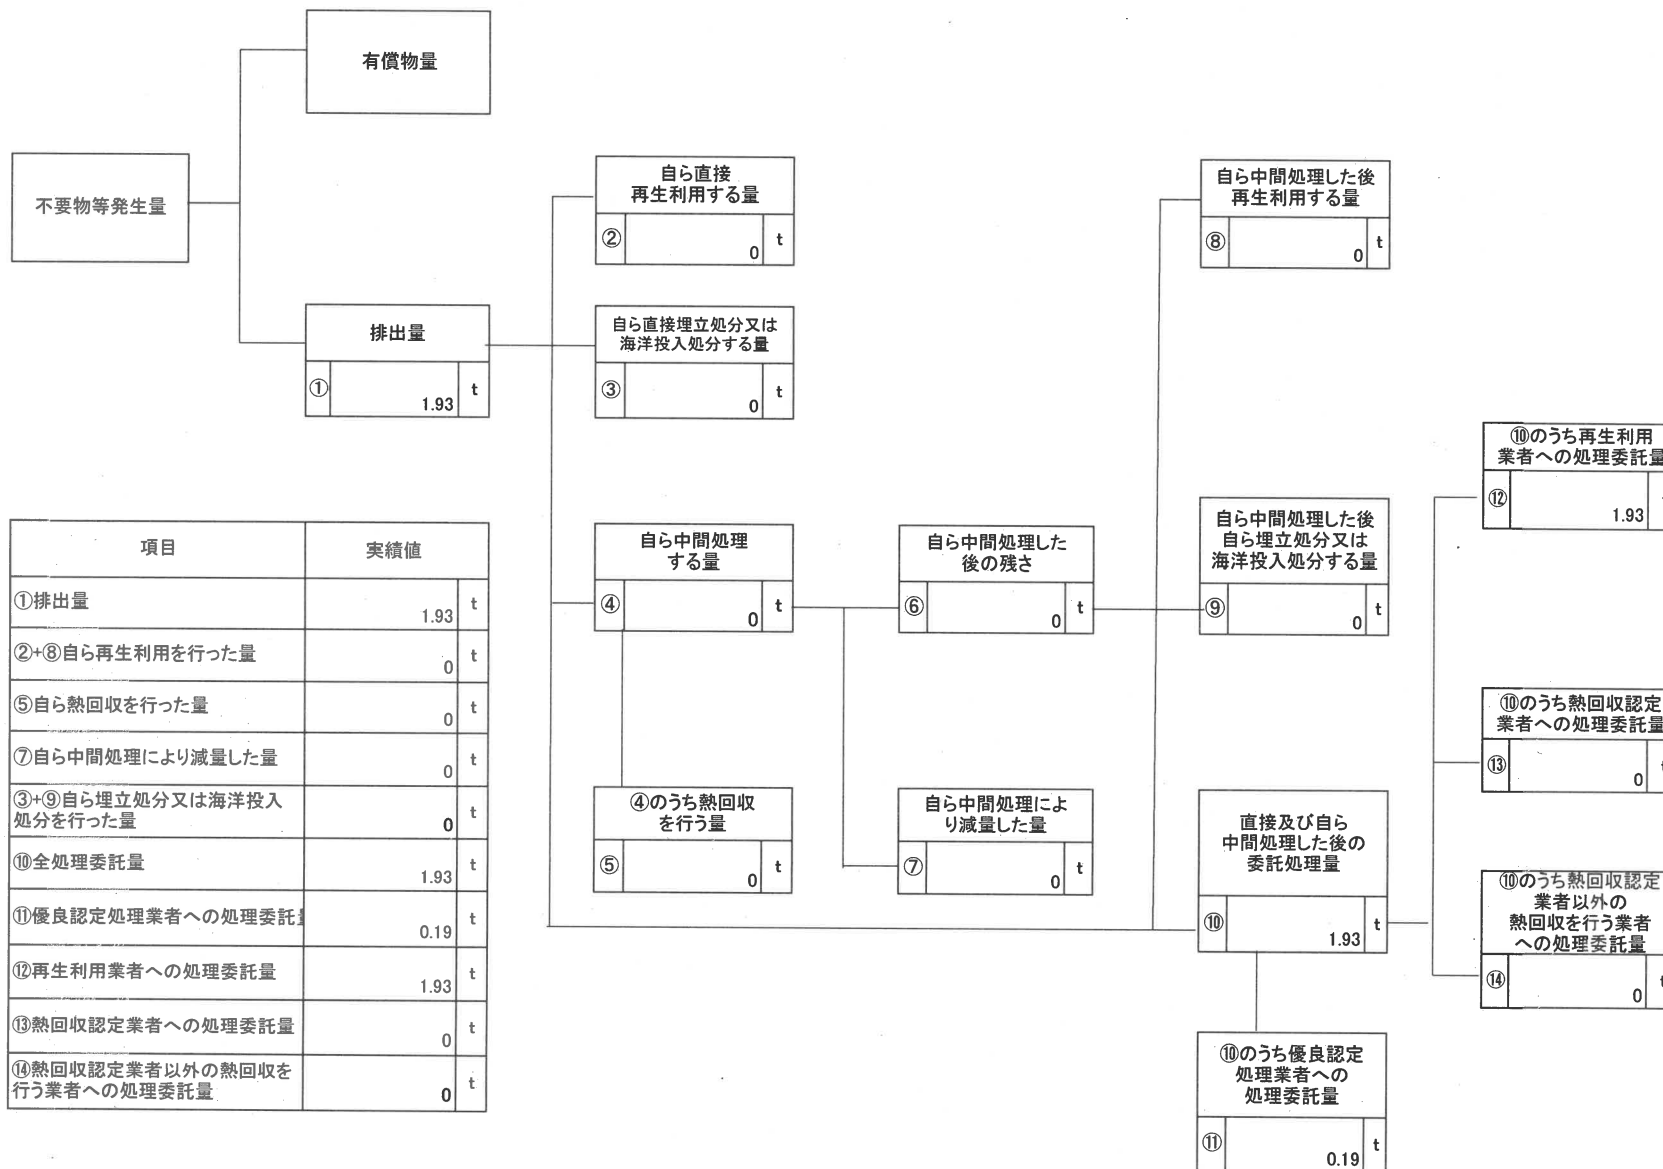 有償物量
不要物等発生量
排出量
① 1.93 t
自ら直接
再生利用する量
② 0 t
自ら直接埋立処分又は
海洋投入処分する量
③ 0 t
自ら中間処理
する量
④ 0 t
④のうち熱回収
を行う量
⑤ 0 t
自ら中間処理した
後の残さ
⑥ 0 t
自ら中間処理によ
り減量した量
⑦ 0 t
自ら中間処理した後
再生利用する量
⑧ 0 t
自ら中間処理した後
自ら埋立処分又は
海洋投入処分する量
⑨ 0 t
直接及び自ら
中間処理した後の
委託処理量
⑩ 1.93 t
⑩のうち優良認定
処理業者への
処理委託量
⑪ 0.19 t
⑩のうち再生利用
業者への処理委託量
⑫ 1.93
⑩のうち熱回収認定
業者への処理委託量
⑬ 0 t
⑩のうち熱回収認定
業者以外の
熱回収を行う業者
への処理委託量
⑭ 0 t
項目 実績値
①排出量 1.93 t
②+⑧自ら再生利用を行った量 0 t
⑤自ら熱回収を行った量 0 t
⑦自ら中間処理により減量した量 0 t
③+⑨自ら埋立処分又は海洋投入
処分を行った量 0 t
⑩全処理委託量 1.93 t
⑪優良認定処理業者への処理委託 0.19 t
⑫再生利用業者への処理委託量 1.93 t
⑬熱回収認定業者への処理委託量 0 t
⑭熱回収認定業者以外の熱回収を
行う業者への処理委託量 0 t